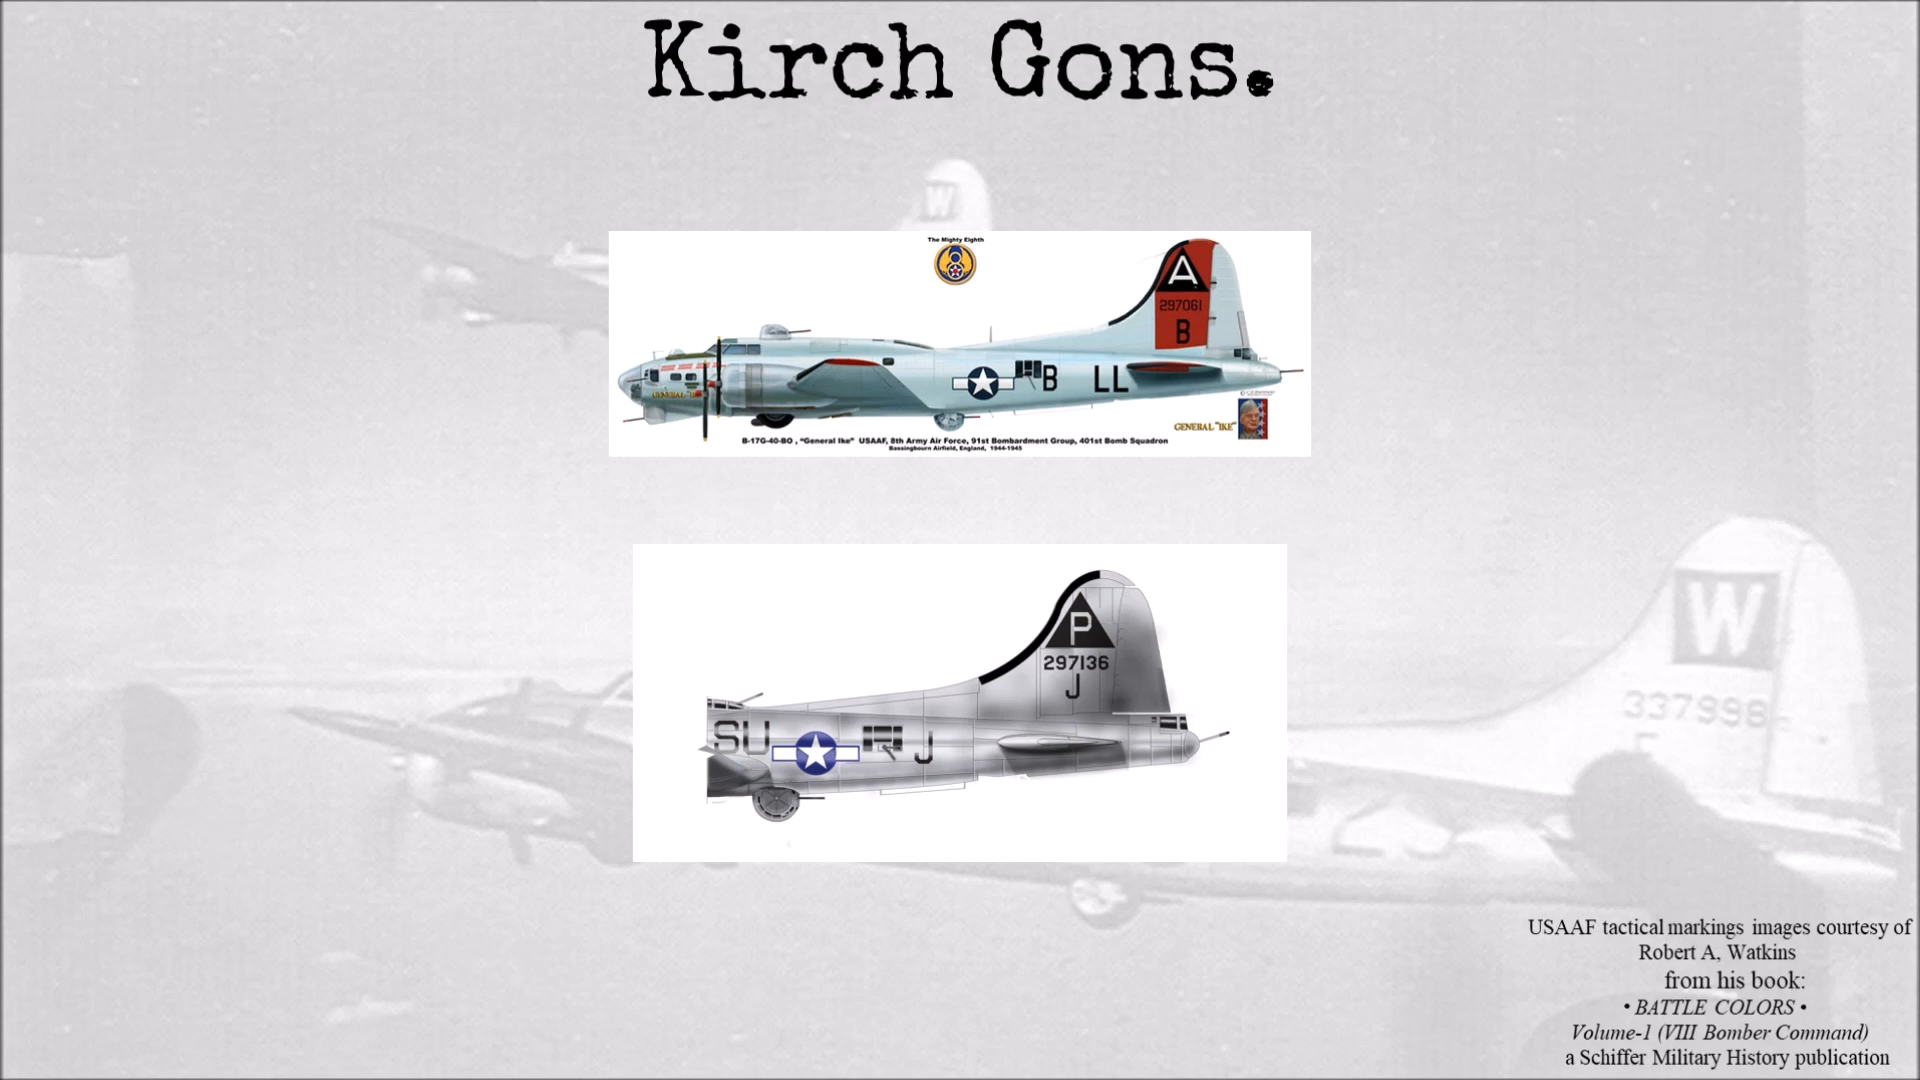 Kirch Gons.
W
The Mighty Eighth
A
297061
B
B LL
GENERAL "IKE"
B-17G-40-BO , "General Ike" USAAF, 8th Army Air Force, 91st Bombardment Group, 401st Bomb Squadron
Bassingbourn Airfield, England, 1944-1945
P
297136
J
SU J
W
337998
USAAF tactical markings images courtesy of
Robert A, Watkins
from his book:
• BATTLE COLORS •
Volume-1 (VIII Bomber Command)
a Schiffer Military History publication